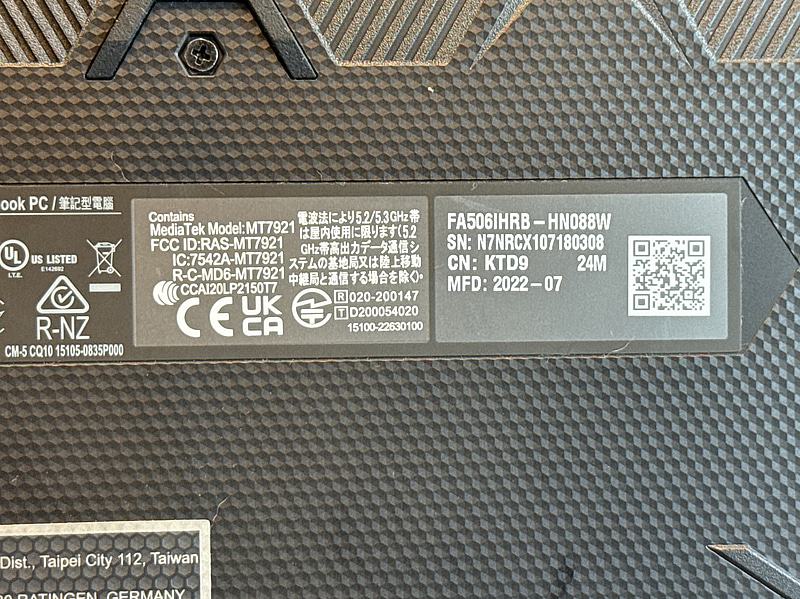 ook PC / 筆記型電腦
UL
US LISTED
I.T.E.
E142692
R-NZ
CM-5 CQ10 15105-0835P000
Contains
MediaTek Model:MT7921
FCC ID:RAS-MT7921
IC:7542A-MT7921
R-C-MD6-MT7921
CCAI20LP2150T7
CE
UK
CA
電波法により5.2/5.3GHz帯
は屋内使用に限ります(5.2
GHz帯高出力データ通信シ
ステムの基地局又は陸上移動
中継局と通信する場合を除く)。
R 020-200147
T D200054020
15100-22630100
FA506IHRB-HN088W
SN: N7NRCX107180308
CN: KTD9 24M
MFD: 2022-07
Dist., Taipei City 112, Taiwan
RATINGEN, GERMANY